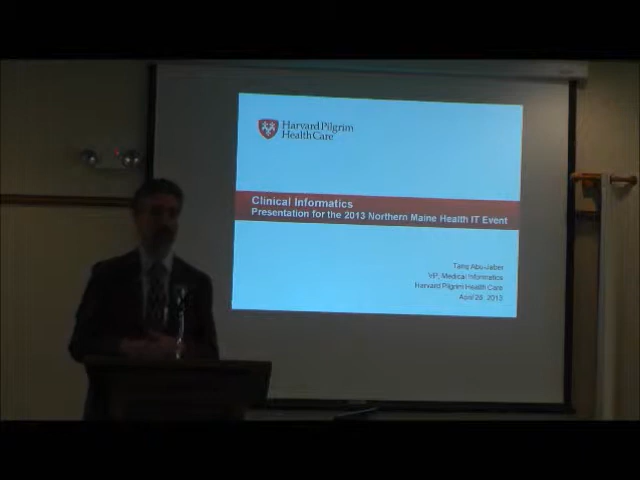 Harvard Pilgrim
HealthCare
Clinical Informatics
Presentation for the 2013 Northern Maine Health IT Event
Tariq Abu-Jaber
VP, Medical Informatics
Harvard Pilgrim Health Care
April 26, 2013